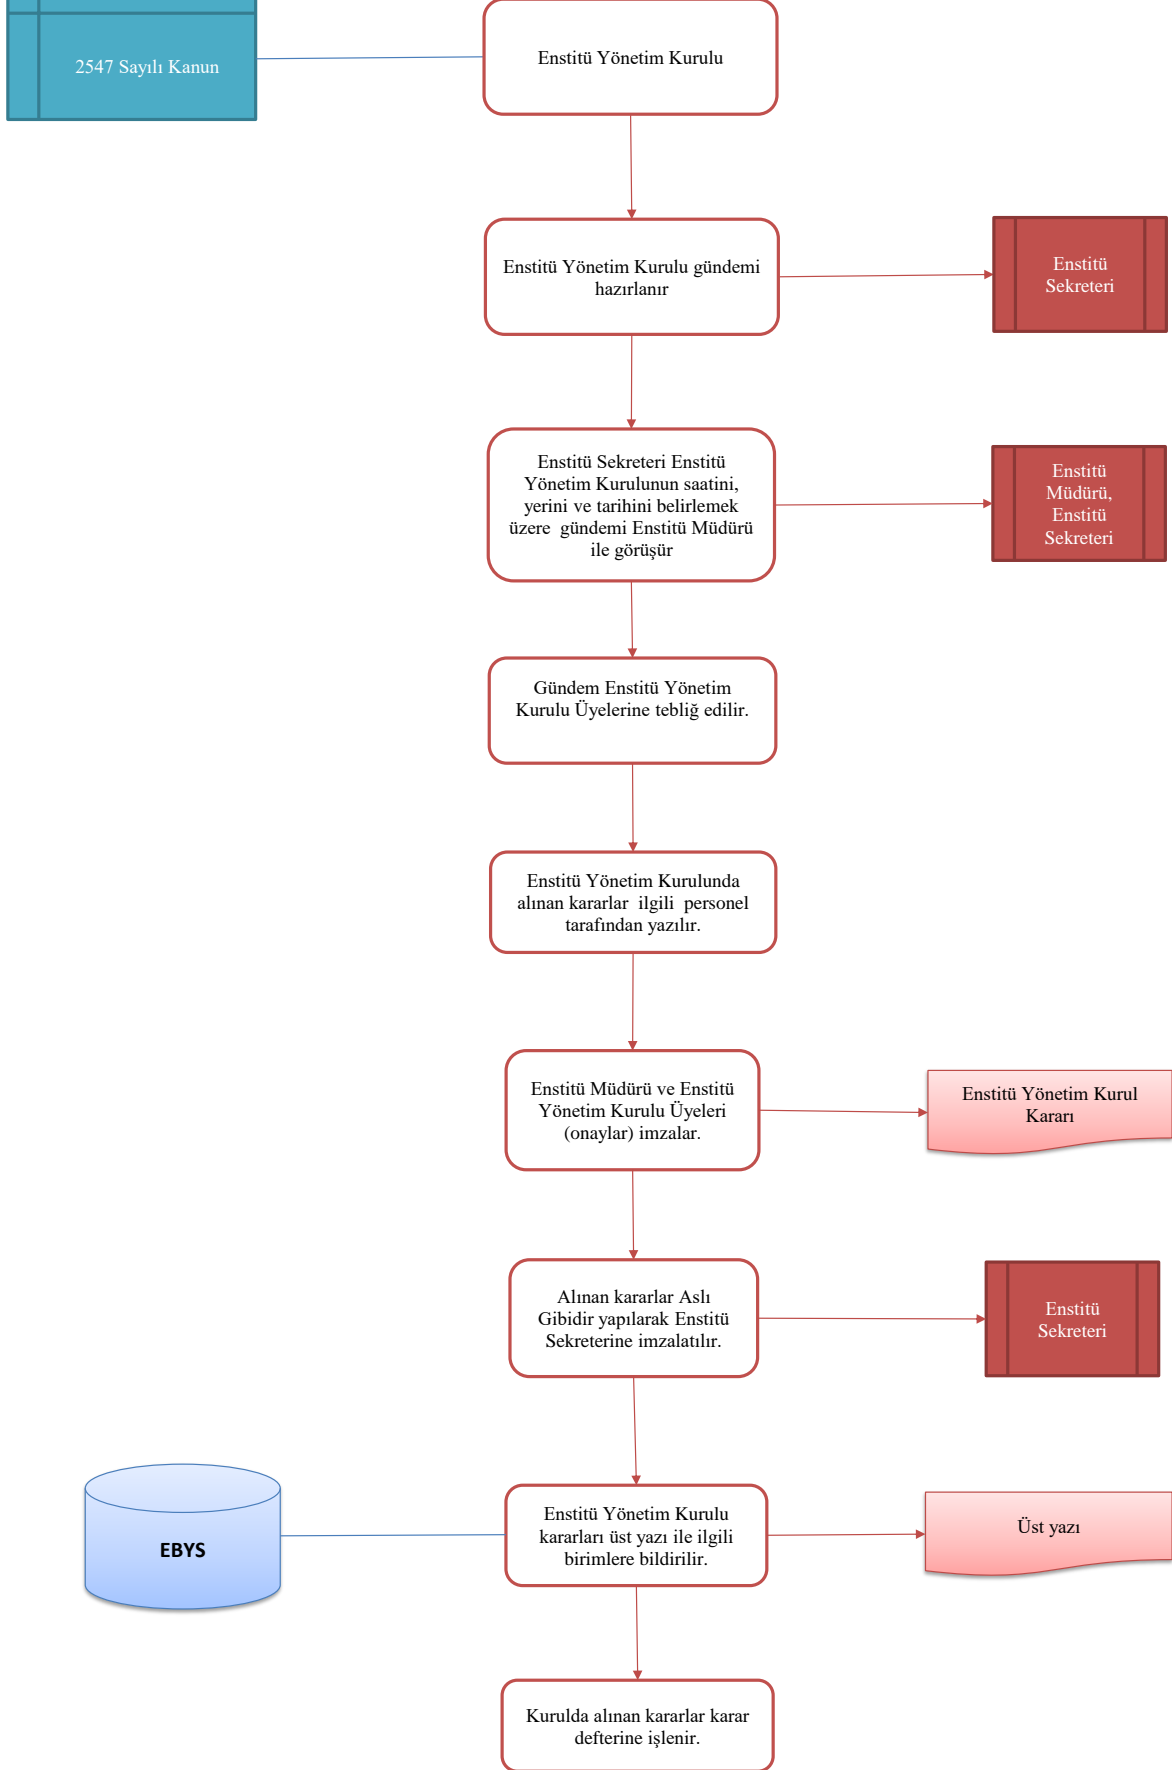 2547 Sayılı Kanun
Enstitü Yönetim Kurulu
Enstitü Yönetim Kurulu gündemi
hazırlanır
Enstitü
Sekreteri
Enstitü Sekreteri Enstitü
Yönetim Kurulunun saatini,
yerini ve tarihini belirlemek
üzere  gündemi Enstitü Müdürü
ile görüşür
Enstitü
Müdürü,
Enstitü
Sekreteri
Gündem Enstitü Yönetim
Kurulu Üyelerine tebliğ edilir.
Enstitü Yönetim Kurulunda
alınan kararlar  ilgili  personel
tarafından yazılır.
Enstitü Müdürü ve Enstitü
Yönetim Kurulu Üyeleri
(onaylar) imzalar.
Enstitü Yönetim Kurul
Kararı
Alınan kararlar Aslı
Gibidir yapılarak Enstitü
Sekreterine imzalatılır.
Enstitü
Sekreteri
EBYS
Enstitü Yönetim Kurulu
kararları üst yazı ile ilgili
birimlere bildirilir.
Üst yazı
Kurulda alınan kararlar karar
defterine işlenir.